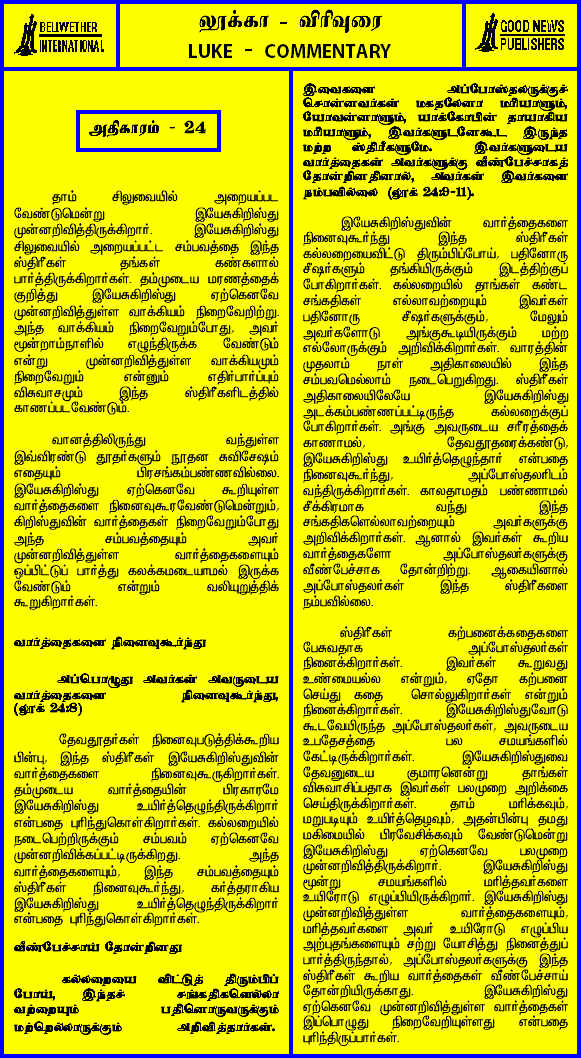 BELLWETHER
INTERNATIONAL
லூக்கா - விரிவுரை
LUKE - COMMENTARY
GOOD NEWS
PUBLISHERS
அதிகாரம் - 24
தாம் சிலுவையில் அறையப்பட
வேண்டுமென்று இயேசுகிறிஸ்து
முன்னறிவித்திருக்கிறார். இயேசுகிறிஸ்து
சிலுவையில் அறையப்பட்ட சம்பவத்தை இந்த
ஸ்திரீகள் தங்கள் கண்களால்
பார்த்திருக்கிறார்கள். தம்முடைய மரணத்தைக்
குறித்து இயேசுகிறிஸ்து ஏற்கெனவே
முன்னறிவித்துள்ள வாக்கியம் நிறைவேறிற்று.
அந்த வாக்கியம் நிறைவேறும்போது, அவர்
மூன்றாம்நாளில் எழுந்திருக்க வேண்டும்
என்று முன்னறிவித்துள்ள வாக்கியமும்
நிறைவேறும் என்னும் எதிர்பார்ப்பும்
விசுவாசமும் இந்த ஸ்திரீகளிடத்தில்
காணப்படவேண்டும்.
வானத்திலிருந்து வந்துள்ள
இவ்விரண்டு தூதர்களும் நூதன சுவிசேஷம்
எதையும் பிரசங்கம்பண்ணவில்லை.
இயேசுகிறிஸ்து ஏற்கெனவே கூறியுள்ள
வார்த்தைகளை நினைவுகூரவேண்டுமென்றும்,
கிறிஸ்துவின் வார்த்தைகள் நிறைவேறும்போது
அந்த சம்பவத்தையும் அவர்
முன்னறிவித்துள்ள வார்த்தைகளையும்
ஒப்பிட்டுப் பார்த்து கலக்கமடையாமல் இருக்க
வேண்டும் என்றும் வலியுறுத்திக்
கூறுகிறார்கள்.
வார்த்தைகளை நினைவுகூர்ந்து
அப்பொழுது அவர்கள் அவருடைய
வார்த்தைகளை நினைவுகூர்ந்து,
(லூக் 24:8)
தேவதூதர்கள் நினைவுபடுத்திக்கூறிய
பின்பு, இந்த ஸ்திரீகள் இயேசுகிறிஸ்துவின்
வார்த்தைகளை நினைவுகூருகிறார்கள்.
தம்முடைய வார்த்தையின் பிரகாரமே
இயேசுகிறிஸ்து உயிர்த்தெழுந்திருக்கிறார்
என்பதை புரிந்துகொள்கிறார்கள். கல்லறையில்
நடைபெற்றிருக்கும் சம்பவம் ஏற்கெனவே
முன்னறிவிக்கப்பட்டிருக்கிறது. அந்த
வார்த்தைகளையும், இந்த சம்பவத்தையும்
ஸ்திரீகள் நினைவுகூர்ந்து, கர்த்தராகிய
இயேசுகிறிஸ்து உயிர்த்தெழுந்திருக்கிறார்
என்பதை புரிந்துகொள்கிறார்கள்.
வீண்பேச்சாய் தோன்றினது
கல்லறையை விட்டுத் திரும்பிப்
போய், இந்தச் சங்கதிகளெல்லா
வற்றையும் பதினொருவருக்கும்
மற்றெல்லாருக்கும் அறிவித்தார்கள்.
இவைகளை அப்போஸ்தலருக்குச்
சொன்னவர்கள் மகதலேனா மரியாளும்,
யோவன்னாளும், யாக்கோபின் தாயாகிய
மரியாளும், இவர்களுடனேகூட இருந்த
மற்ற ஸ்திரீகளுமே. இவர்களுடைய
வார்த்தைகள் அவர்களுக்கு வீண்பேச்சாகத்
தோன்றினதினால், அவர்கள் இவர்களை
நம்பவில்லை (லூக் 24:9-11).
இயேசுகிறிஸ்துவின் வார்த்தைகளை
நினைவுகூர்ந்து இந்த ஸ்திரீகள்
கல்லறையைவிட்டு திரும்பிப்போய், பதினோரு
சீஷர்களும் தங்கியிருக்கும் இடத்திற்குப்
போகிறார்கள். கல்லறையில் தாங்கள் கண்ட
சங்கதிகள் எல்லாவற்றையும் இவர்கள்
பதினோரு சீஷர்களுக்கும், மேலும்
அவர்களோடு அங்குகூடியிருக்கும் மற்ற
எல்லோருக்கும் அறிவிக்கிறார்கள். வாரத்தின்
முதலாம் நாள் அதிகாலையில் இந்த
சம்பவமெல்லாம் நடைபெறுகிறது. ஸ்திரீகள்
அதிகாலையிலேயே இயேசுகிறிஸ்து
அடக்கம்பண்ணப்பட்டிருந்த கல்லறைக்குப்
போகிறார்கள். அங்கு அவருடைய சரீரத்தைக்
காணாமல், தேவதூதரைக்கண்டு,
இயேசுகிறிஸ்து உயிர்த்தெழுந்தார் என்பதை
நினைவுகூர்ந்து, அப்போஸ்தலரிடம்
வந்திருக்கிறார்கள். காலதாமதம் பண்ணாமல்
சீக்கிரமாக வந்து இந்த
சங்கதிகளெல்லாவற்றையும் அவர்களுக்கு
அறிவிக்கிறார்கள். ஆனால் இவர்கள் கூறிய
வார்த்தைகளோ அப்போஸ்தலர்களுக்கு
வீண்பேச்சாக தோன்றிற்று. ஆகையினால்
அப்போஸ்தலர்கள் இந்த ஸ்திரீகளை
நம்பவில்லை.
ஸ்திரீகள் கற்பனைக்கதைகளை
பேசுவதாக அப்போஸ்தலர்கள்
நினைக்கிறார்கள். இவர்கள் கூறுவது
உண்மையல்ல என்றும், ஏதோ கற்பனை
செய்து கதை சொல்லுகிறார்கள் என்றும்
நினைக்கிறார்கள். இயேசுகிறிஸ்துவோடு
கூடவேயிருந்த அப்போஸ்தலர்கள், அவருடைய
உபதேசத்தை பல சமயங்களில்
கேட்டிருக்கிறார்கள். இயேசுகிறிஸ்துவை
தேவனுடைய குமாரனென்று தாங்கள்
விசுவாசிப்பதாக இவர்கள் பலமுறை அறிக்கை
செய்திருக்கிறார்கள். தாம் மரிக்கவும்,
மறுபடியும் உயிர்த்தெழவும், அதன்பின்பு தமது
மகிமையில் பிரவேசிக்கவும் வேண்டுமென்று
இயேசுகிறிஸ்து ஏற்கெனவே பலமுறை
முன்னறிவித்திருக்கிறார். இயேசுகிறிஸ்து
மூன்று சமயங்களில் மரித்தவர்களை
உயிரோடு எழுப்பியிருக்கிறார். இயேசுகிறிஸ்து
முன்னறிவித்துள்ள வார்த்தைகளையும்,
மரித்தவர்களை அவர் உயிரோடு எழுப்பிய
அற்புதங்களையும் சற்று யோசித்து நினைத்துப்
பார்த்திருந்தால், அப்போஸ்தலர்களுக்கு இந்த
ஸ்திரீகள் கூறிய வார்த்தைகள் வீண்பேச்சாய்
தோன்றியிருக்காது. இயேசுகிறிஸ்து
ஏற்கெனவே முன்னறிவித்துள்ள வார்த்தைகள்
இப்பொழுது நிறைவேறியுள்ளது என்பதை
புரிந்திருப்பார்கள்.